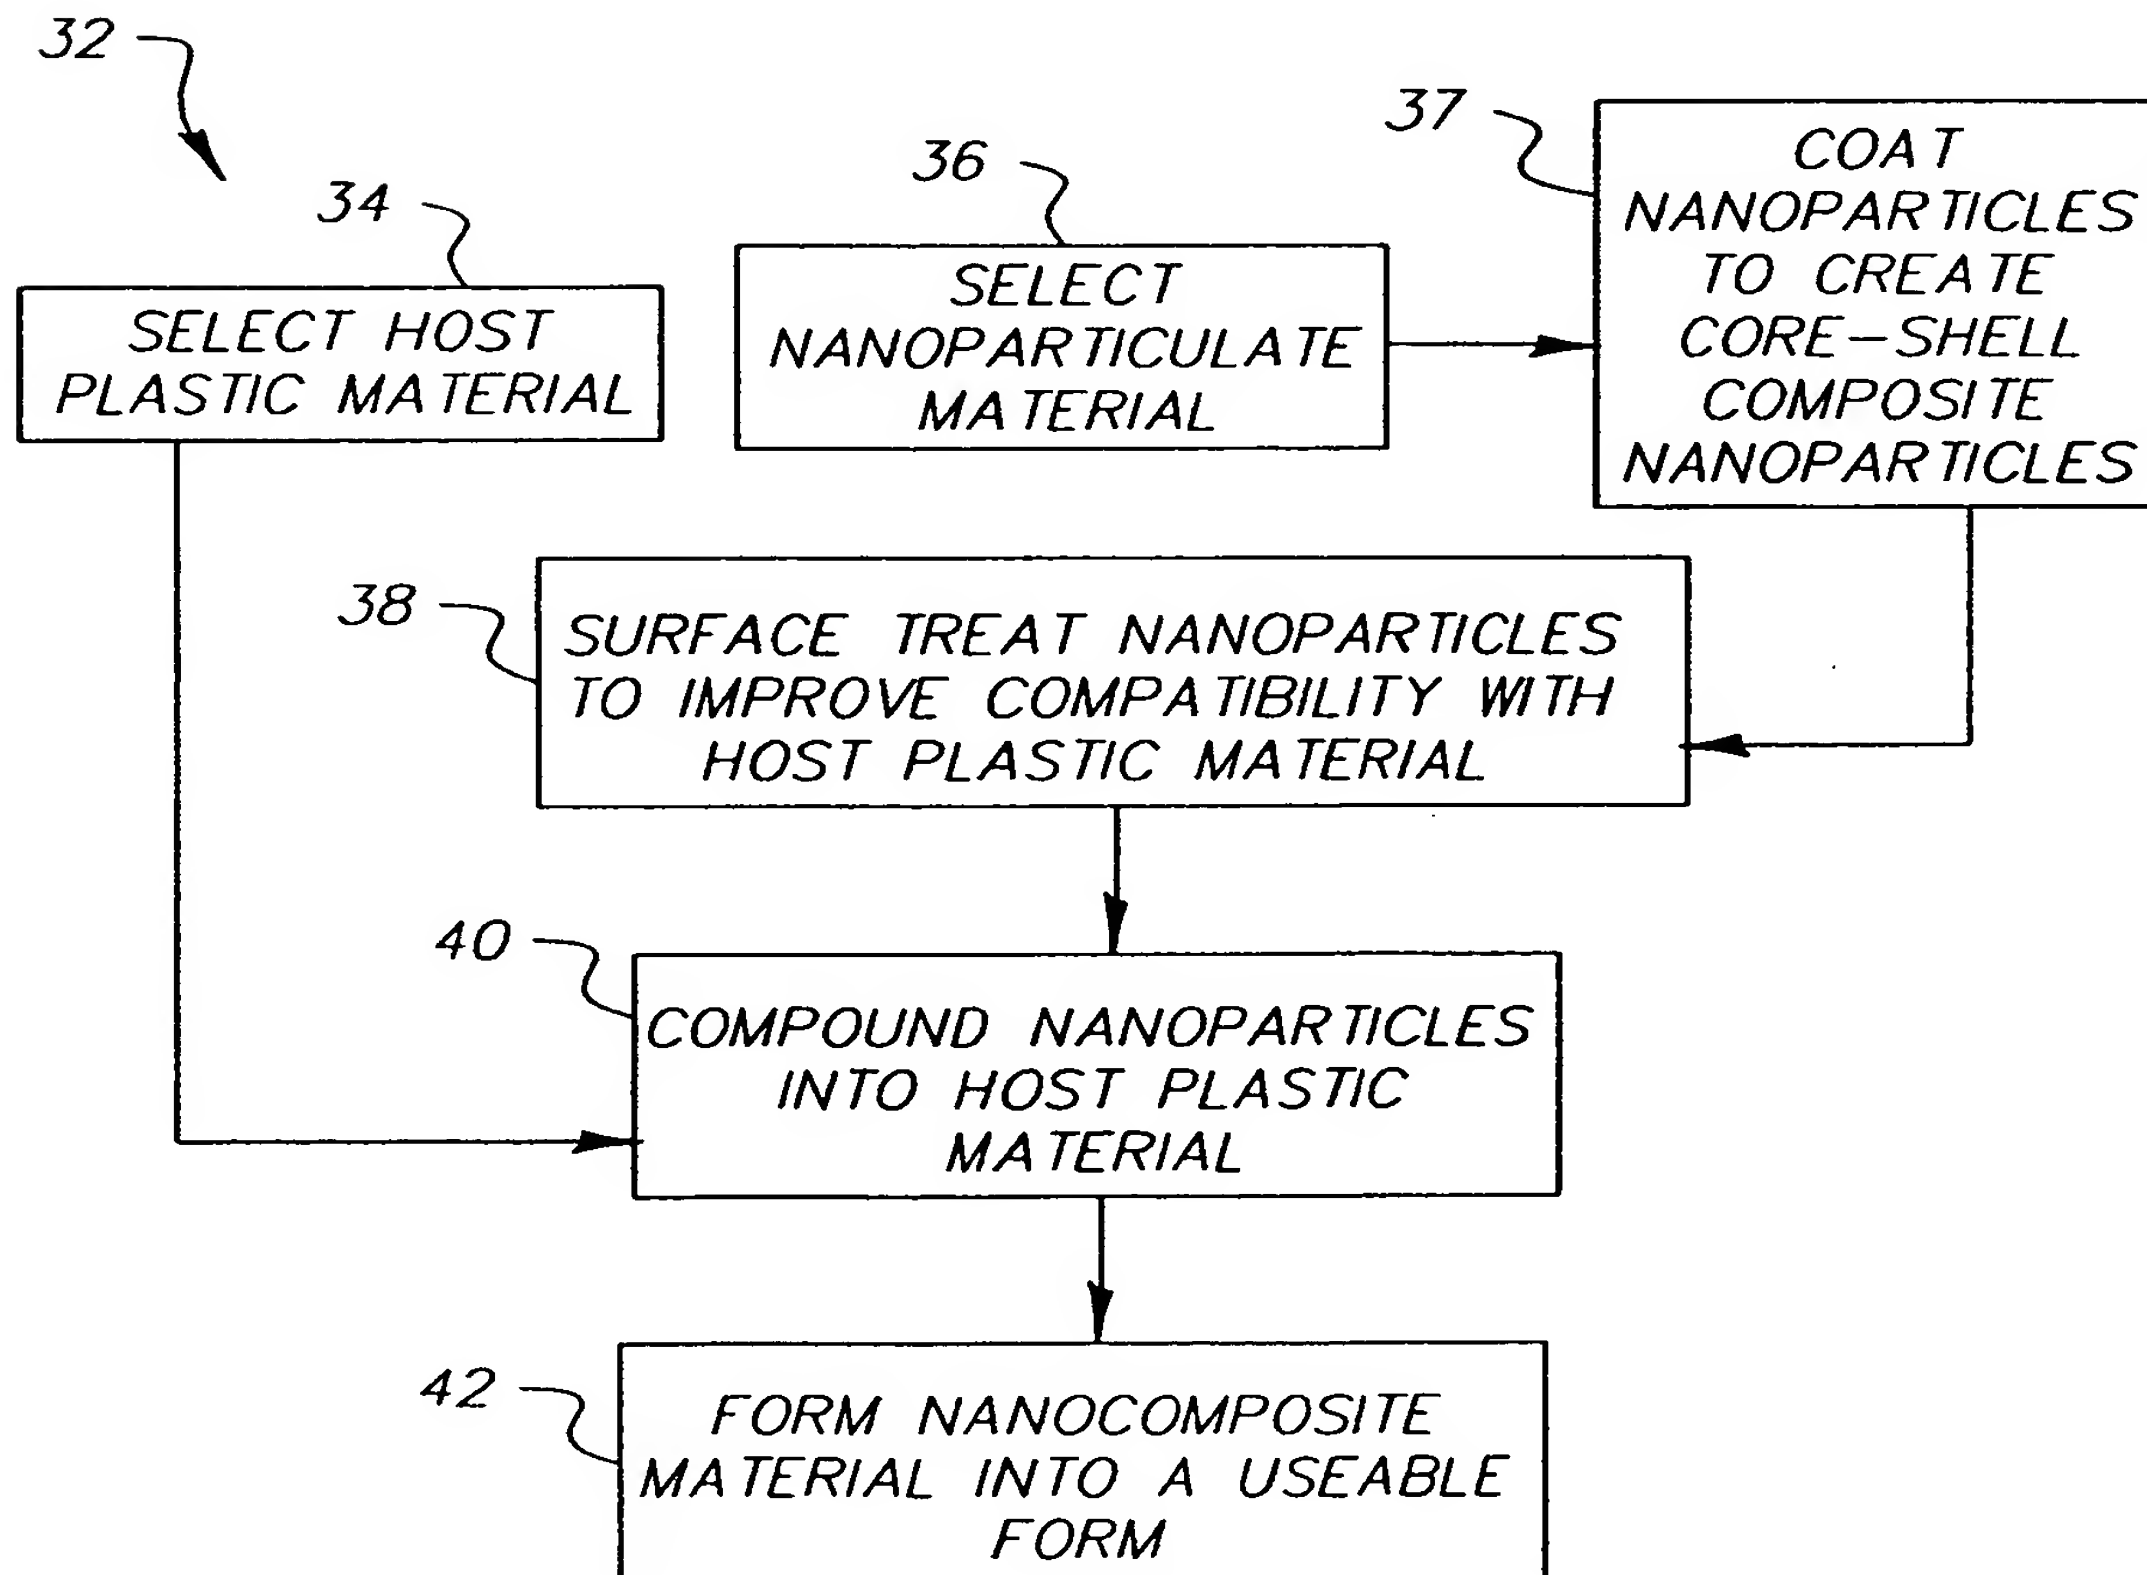 32
34
SELECT HOST
PLASTIC MATERIAL
36
SELECT
NANOPARTICULATE
MATERIAL
37
COAT
NANOPARTICLES
TO CREATE
CORE-SHELL
COMPOSITE
NANOPARTICLES
38
SURFACE TREAT NANOPARTICLES
TO IMPROVE COMPATIBILITY WITH
HOST PLASTIC MATERIAL
40
COMPOUND NANOPARTICLES
INTO HOST PLASTIC
MATERIAL
42
FORM NANOCOMPOSITE
MATERIAL INTO A USEABLE
FORM